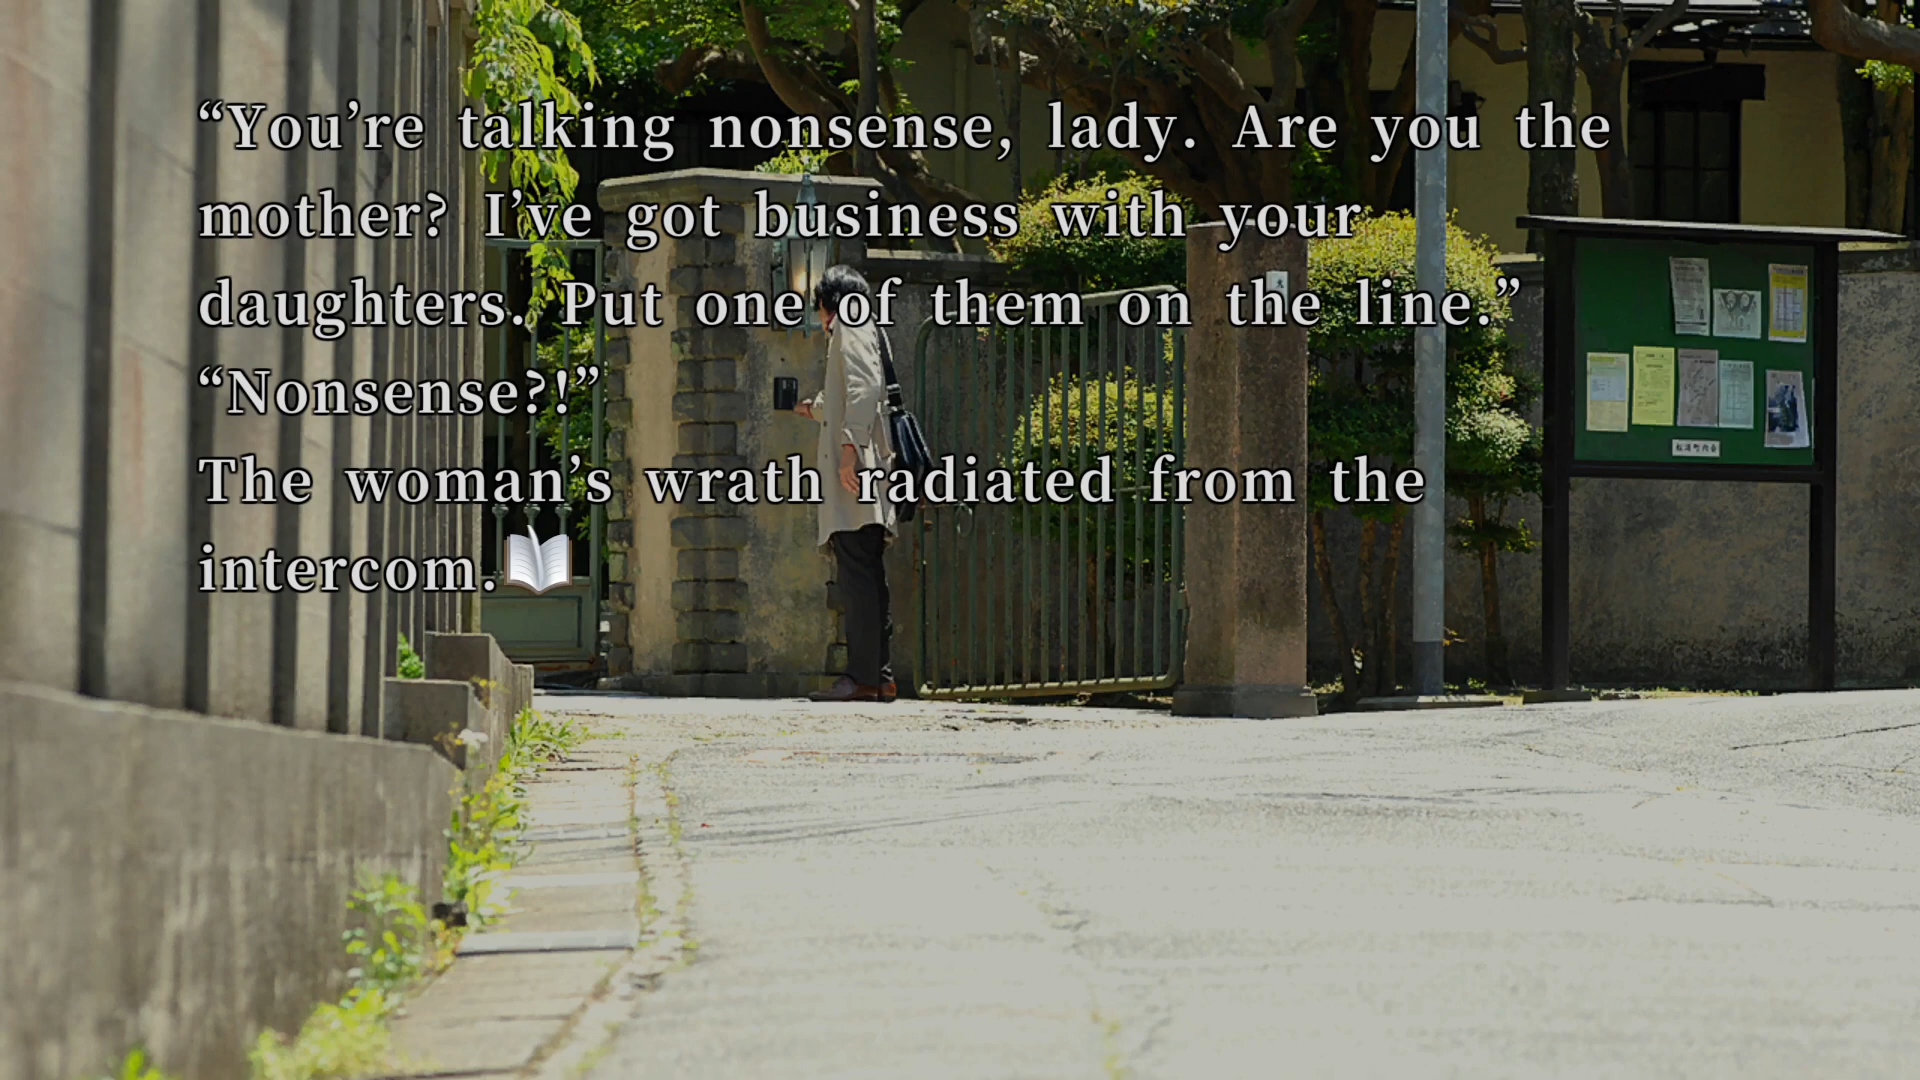 “You’re talking nonsense, lady. Are you the
mother? I’ve got business with your
daughters. Put one of them on the line.”
“Nonsense?!”
The woman’s wrath radiated from the
intercom.